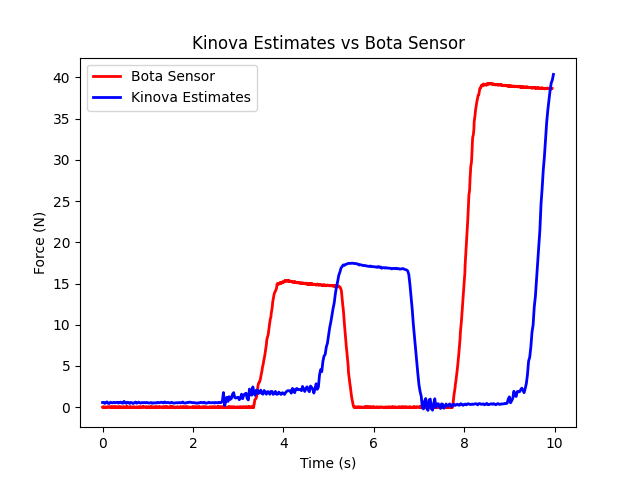 Kinova Estimates vs Bota Sensor
Bota Sensor
Kinova Estimates
40
35
30
25
20
15
10
5
0
Force (N)
0 2 4 6 8 10
Time (s)